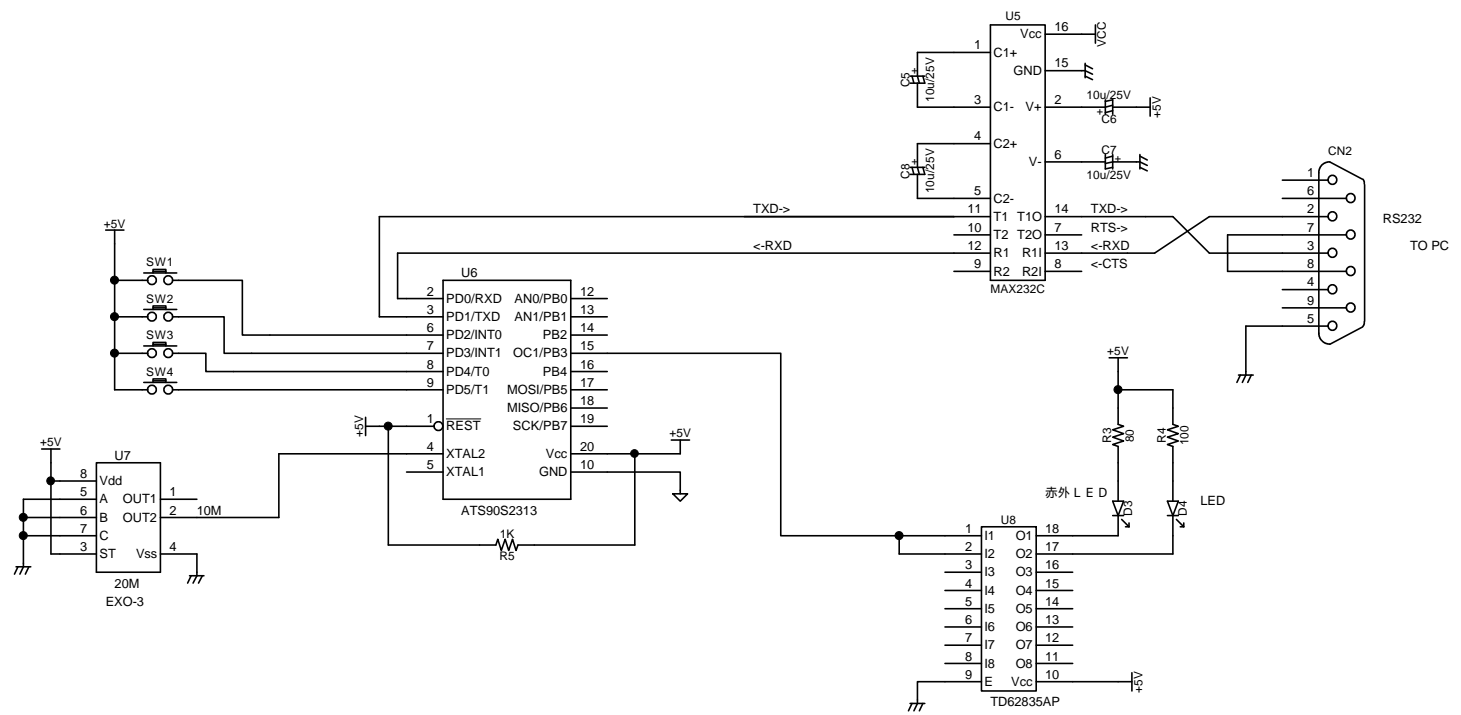 U5
Vcc 16 VCC
1 C1+
GND 15
C5 + 10u/25V
3 C1- V+ 2 10u/25V + C6 +5V
4 C2+
V- 6 C7 + 10u/25V
C8 + 10u/25V
5 C2-
TXD-> 11 T1 T1O 14 TXD->
10 T2 T2O 7 RTS->
<-RXD 12 R1 R1I 13 <-RXD
9 R2 R2I 8 <-CTS
MAX232C
CN2
1
6
2
7
3
8
4
9
5
RS232
TO PC
+5V
SW1
SW2
SW3
SW4
U6
2 PD0/RXD AN0/PB0 12
3 PD1/TXD AN1/PB1 13
6 PD2/INT0 PB2 14
7 PD3/INT1 OC1/PB3 15
8 PD4/T0 PB4 16
9 PD5/T1 MOSI/PB5 17
MISO/PB6 18
+5V 1 REST SCK/PB7 19
4 XTAL2 Vcc 20 +5V
5 XTAL1 GND 10
ATS90S2313
1K
R5
+5V
U7
8 Vdd
5 A OUT1 1
6 B OUT2 2 10M
7 C
3 ST Vss 4
20M
EXO-3
+5V
R3 80
R4 100
赤外ＬＥＤ D3
D4 LED
U8
1 I1 O1 18
2 I2 O2 17
3 I3 O3 16
4 I4 O4 15
5 I5 O5 14
6 I6 O6 13
7 I7 O7 12
8 I8 O8 11
9 E Vcc 10 +5V
TD62835AP